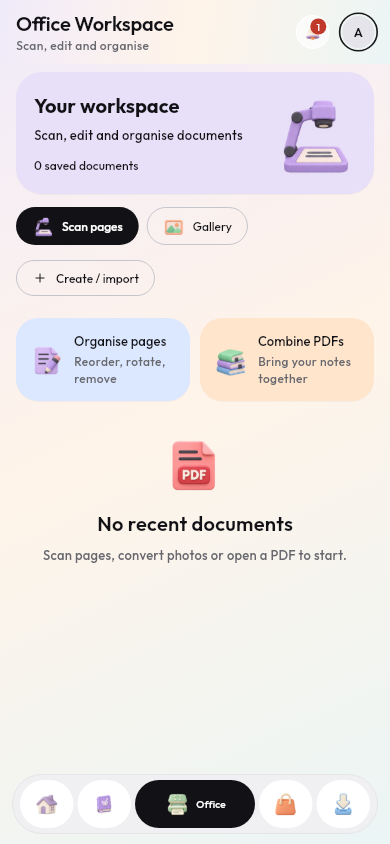 Office Workspace
Scan, edit and organise
1
A
Your workspace
Scan, edit and organise documents
0 saved documents
Scan pages
Gallery
+ Create / import
Organise pages
Reorder, rotate,
remove
Combine PDFs
Bring your notes
together
PDF
No recent documents
Scan pages, convert photos or open a PDF to start.
Office